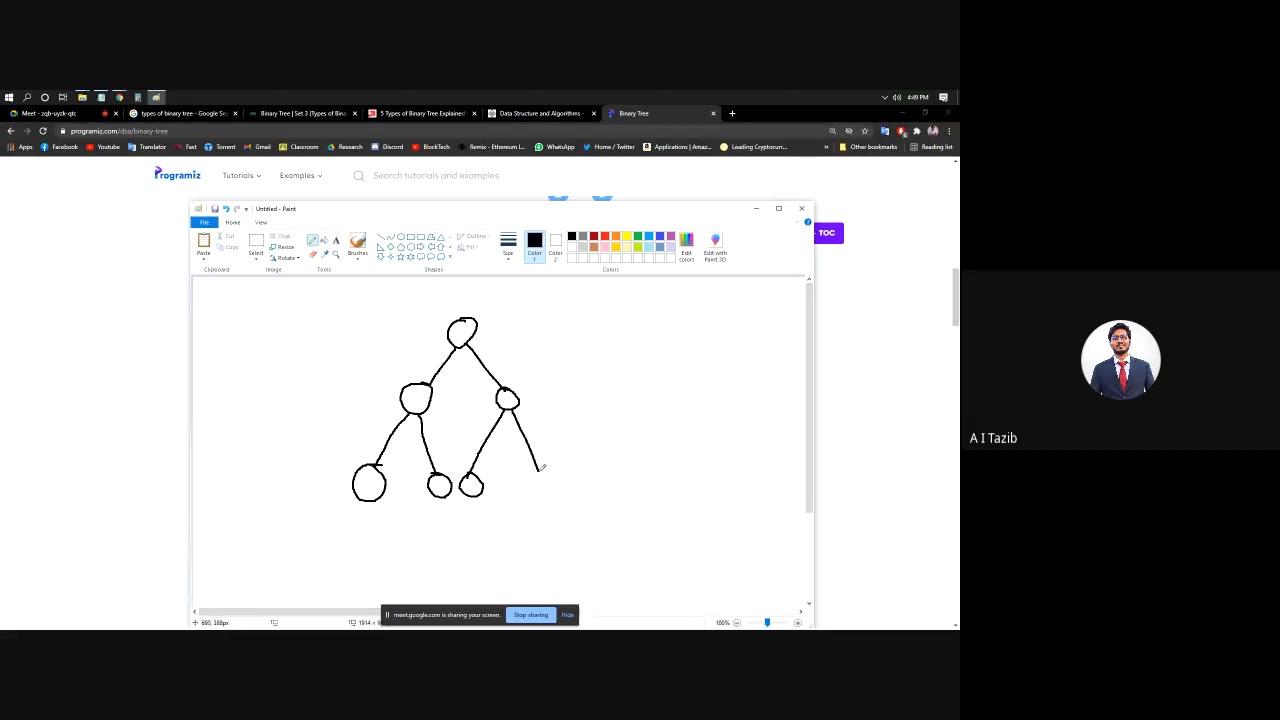 4:49 PM
Meet - zqb-uyzk-qtc
types of binary tree - Google Se
Binary Tree | Set 3 (Types of Bina
5 Types of Binary Tree Explained
Data Structure and Algorithms -
Binary Tree
programiz.com/dsa/binary-tree
Apps Facebook Youtube Translator Fast Torrent Gmail Classroom Research Discord BlockTech Remix - Ethereum I... WhatsApp Home / Twitter Applications | Amaz... Leading Cryptocurr... » Other bookmarks Reading list
Programiz Tutorials Examples Search tutorials and examples
Untitled - Paint
TOC
File Home View
Cut Crop Outline
Paste Copy Select Resize Brushes Fill Size Color 1 Color 2 Edit colors Edit with Paint 3D
Rotate
Clipboard Image Tools Shapes Colors
A I Tazib
meet.google.com is sharing your screen. Stop sharing Hide
690, 388px 1914 × 100%